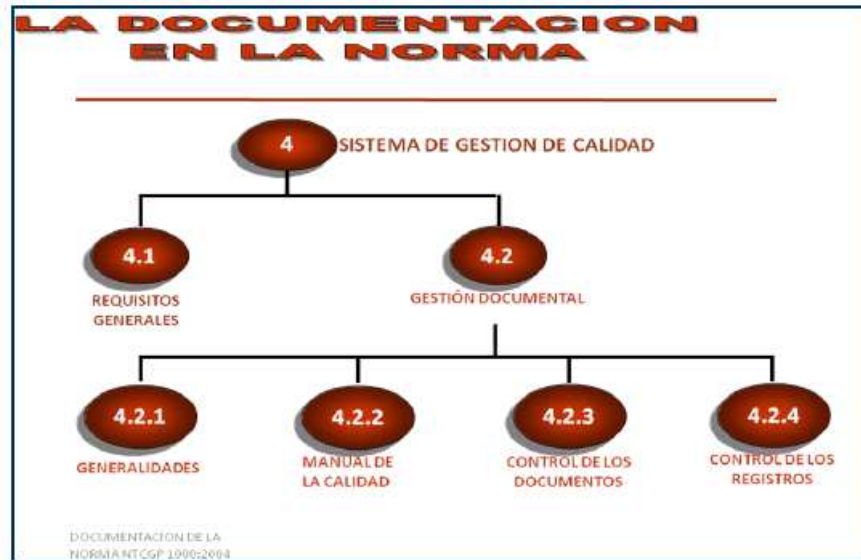 LA DOCUMENTACION
EN LA NORMA
4
SISTEMA DE GESTION DE CALIDAD
4.1
4.2
REQUISITOS
GENERALES
GESTIÓN DOCUMENTAL
4.2.1
4.2.2
4.2.3
4.2.4
GENERALIDADES
MANUAL DE
LA CALIDAD
CONTROL DE LOS
DOCUMENTOS
CONTROL DE LOS
REGISTROS
DOCUMENTACION DE LA
NORMA NTCGP 1000:2004